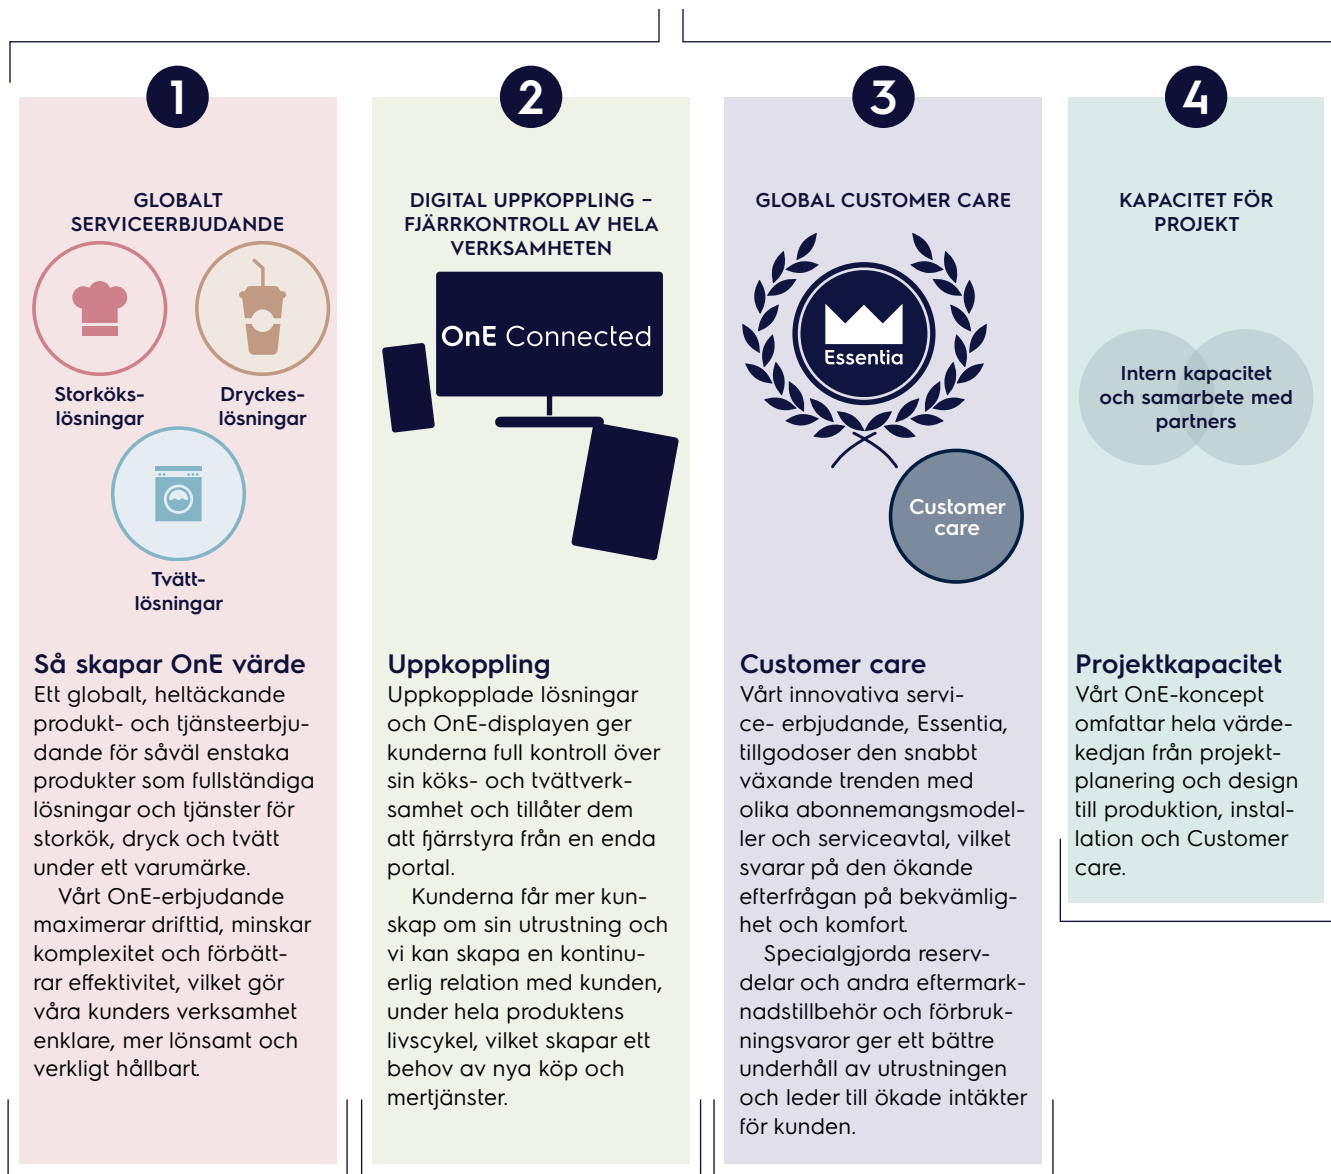 1
GLOBALT
SERVICEERBJUDANDE
Storköks-
lösningar
Dryckes-
lösningar
Tvätt-
lösningar
Så skapar OnE värde
Ett globalt, heltäckande
produkt- och tjänsteerbju-
dande för såväl enstaka
produkter som fullständiga
lösningar och tjänster för
storkök, dryck och tvätt
under ett varumärke.
Vårt OnE-erbjudande
maximerar drifttid, minskar
komplexitet och förbätt-
rar effektivitet, vilket gör
våra kunders verksamhet
enklare, mer lönsamt och
verkligt hållbart.
2
DIGITAL UPPKOPPLING –
FJÄRRKONTROLL AV HELA
VERKSAMHETEN
OnE Connected
Uppkoppling
Uppkopplade lösningar
och OnE-displayen ger
kunderna full kontroll över
sin köks- och tvättverk-
samhet och tillåter dem
att fjärrstyra från en enda
portal.
Kunderna får mer kun-
skap om sin utrustning och
vi kan skapa en kontinu-
erlig relation med kunden,
under hela produktens
livscykel, vilket skapar ett
behov av nya köp och
mertjänster.
3
GLOBAL CUSTOMER CARE
Essentia
Customer
care
Customer care
Vårt innovativa servi-
ce- erbjudande, Essentia,
tillgodoser den snabbt
växande trenden med
olika abonnemangsmodel-
ler och serviceavtal, vilket
svarar på den ökande
efterfrågan på bekvämlig-
het och komfort.
Specialgjorda reserv-
delar och andra eftermark-
nadstillbehör och förbruk-
ningsvaror ger ett bättre
underhåll av utrustningen
och leder till ökade intäkter
för kunden.
4
KAPACITET FÖR
PROJEKT
Intern kapacitet
och samarbete med
partners
Projektkapacitet
Vårt OnE-koncept
omfattar hela värde-
kedjan från projekt-
planering och design
till produktion, instal-
lation och Customer
care.